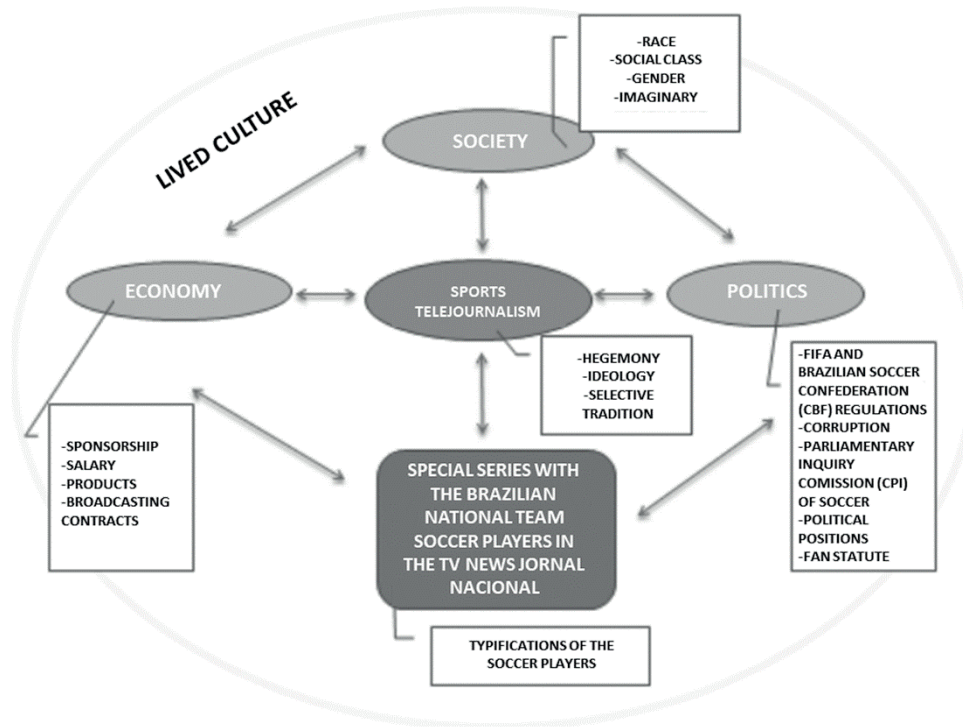 -RACE
-SOCIAL CLASS
-GENDER
-IMAGINARY
LIVED CULTURE
SOCIETY
ECONOMY
SPORTS
TELEJOURNALISM
POLITICS
-HEGEMONY
-IDEOLOGY
-SELECTIVE
TRADITION
-FIFA AND
BRAZILIAN SOCCER
CONFEDERATION
(CBF) REGULATIONS
-CORRUPTION
-PARLIAMENTARY
INQUIRY
COMISSION (CPI)
OF SOCCER
-POLITICAL
POSITIONS
-FAN STATUTE
-SPONSORSHIP
-SALARY
-PRODUCTS
-BROADCASTING
CONTRACTS
SPECIAL SERIES WITH
THE BRAZILIAN
NATIONAL TEAM
SOCCER PLAYERS IN
THE TV NEWS JORNAL
NACIONAL
TYPIFICATIONS OF THE
SOCCER PLAYERS